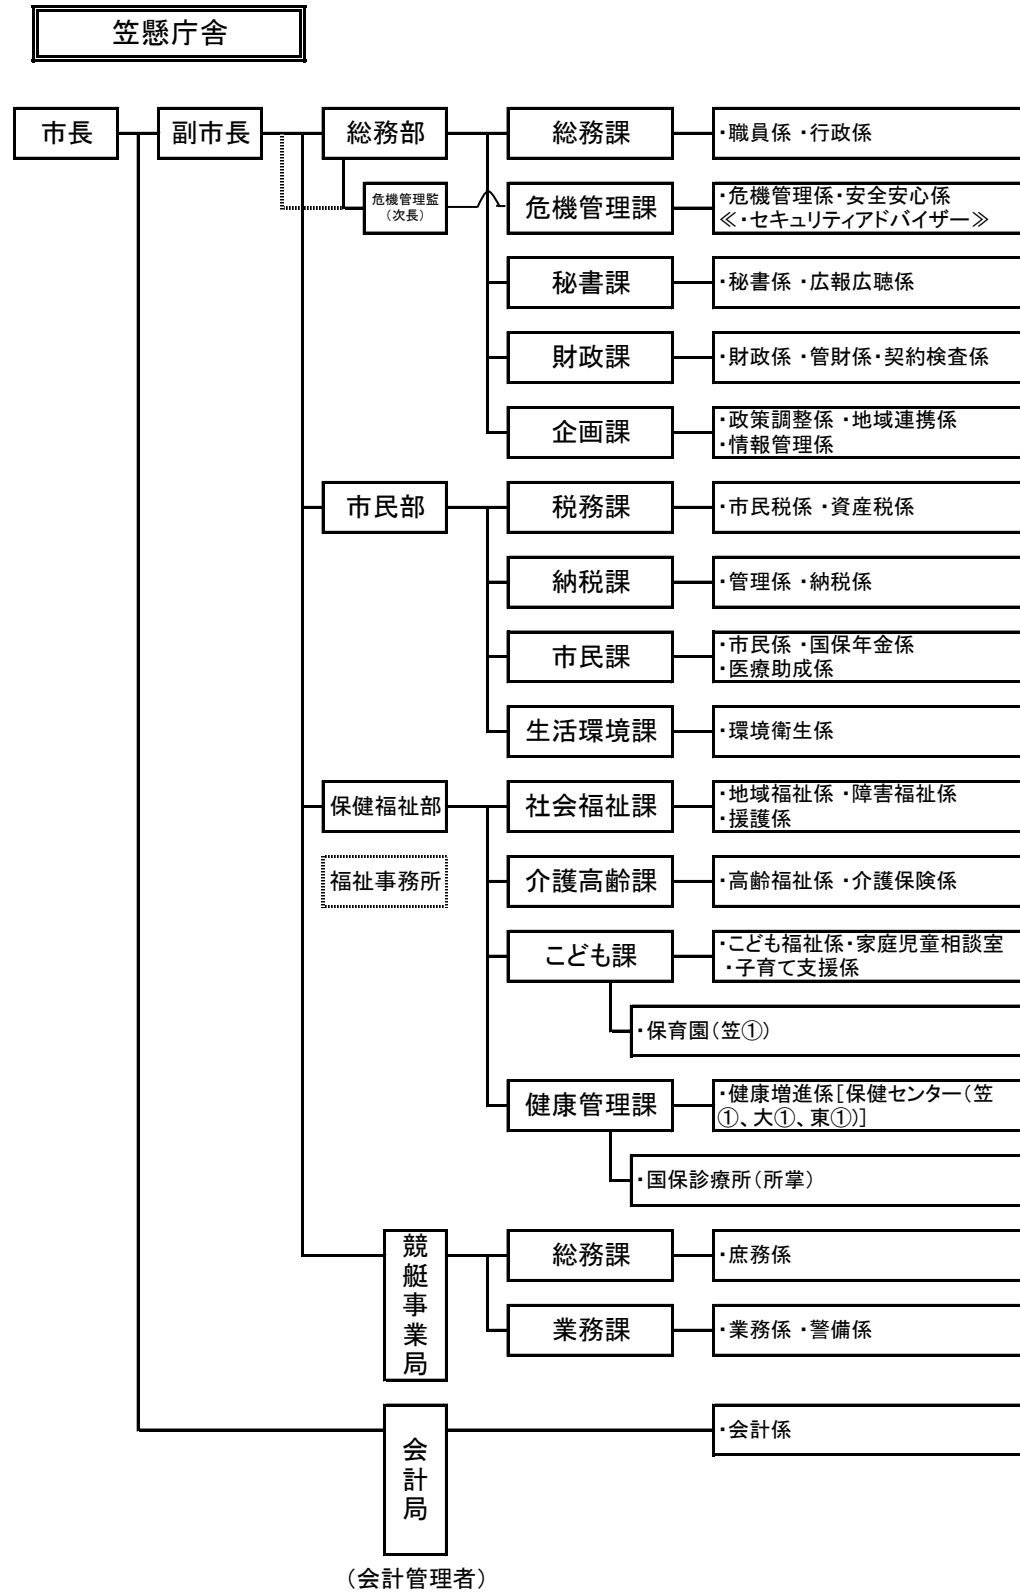 笠懸庁舎
市長
副市長
総務部
総務課
・職員係 ・行政係
危機管理監
（次長）
危機管理課
・危機管理係・安全安心係
≪・セキュリティアドバイザー≫
秘書課
・秘書係 ・広報広聴係
財政課
・財政係 ・管財係・契約検査係
企画課
・政策調整係 ・地域連携係
・情報管理係
市民部
税務課
・市民税係 ・資産税係
納税課
・管理係 ・納税係
市民課
・市民係 ・国保年金係
・医療助成係
生活環境課
・環境衛生係
保健福祉部
社会福祉課
・地域福祉係 ・障害福祉係
・援護係
福祉事務所
介護高齢課
・高齢福祉係 ・介護保険係
こども課
・こども福祉係・家庭児童相談室
・子育て支援係
・保育園（笠①）
健康管理課
・健康増進係［保健センター（笠
①、大①、東①）］
・国保診療所（所掌）
競艇事業局
総務課
・庶務係
業務課
・業務係 ・警備係
会計局
・会計係
（会計管理者）